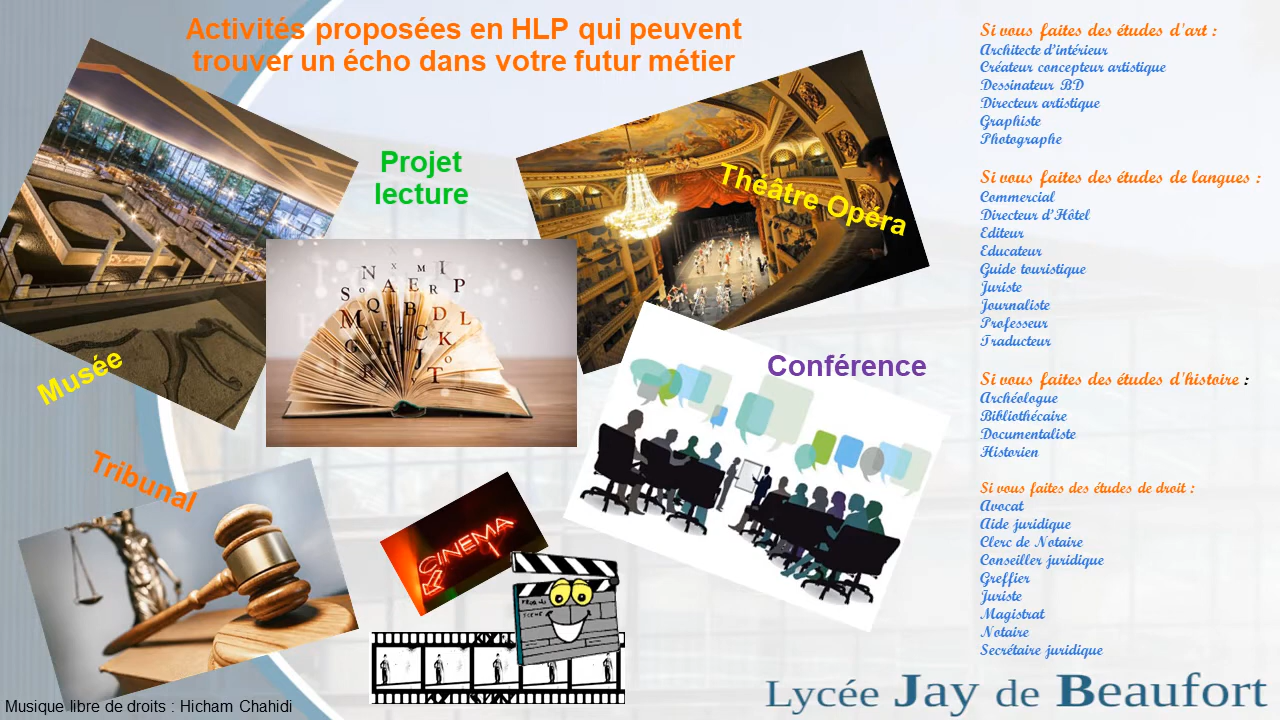 Activités proposées en HLP qui peuvent
trouver un écho dans votre futur métier
Projet
lecture
Théâtre Opéra
Musée
Conférence
Tribunal
CINEMA
Si vous faites des études d'art :
Architecte d'intérieur
Créateur concepteur artistique
Dessinateur BD
Directeur artistique
Graphiste
Photographe
Si vous faites des études de langues :
Commercial
Directeur d'Hôtel
Editeur
Educateur
Guide touristique
Juriste
Journaliste
Professeur
Traducteur
Si vous faites des études d'histoire :
Archéologue
Bibliothécaire
Documentaliste
Historien
Si vous faites des études de droit :
Avocat
Aide juridique
Clerc de Notaire
Conseiller juridique
Greffier
Juriste
Magistrat
Notaire
Secrétaire juridique
Lycée Jay de Beaufort
Musique libre de droits : Hicham Chahidi